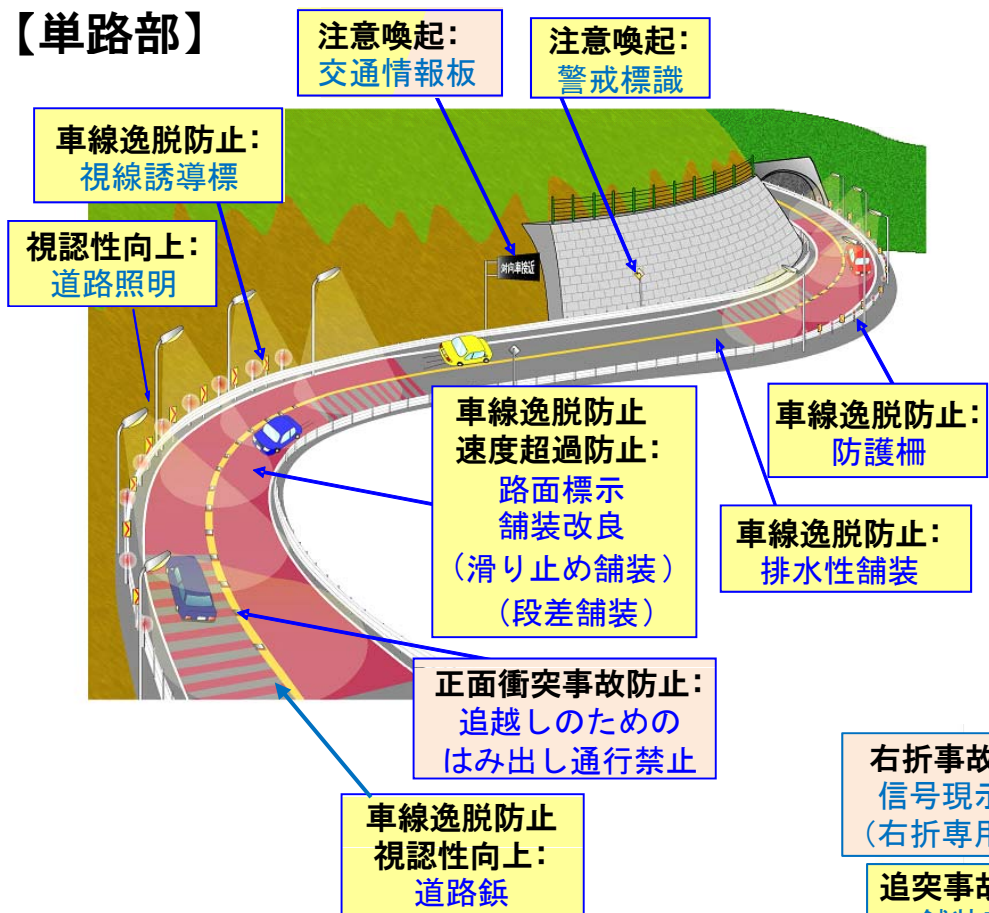 【単路部】
注意喚起：
交通情報板
注意喚起：
警戒標識
車線逸脱防止：
視線誘導標
視認性向上：
道路照明
対向車接近
車線逸脱防止
速度超過防止：
路面標示
舗装改良
（滑り止め舗装）
（段差舗装）
車線逸脱防止：
防護柵
車線逸脱防止：
排水性舗装
正面衝突事故防止：
追越しのための
はみ出し通行禁止
車線逸脱防止
視認性向上：
道路鋲
右折事故
信号現示
（右折専用
追突事故